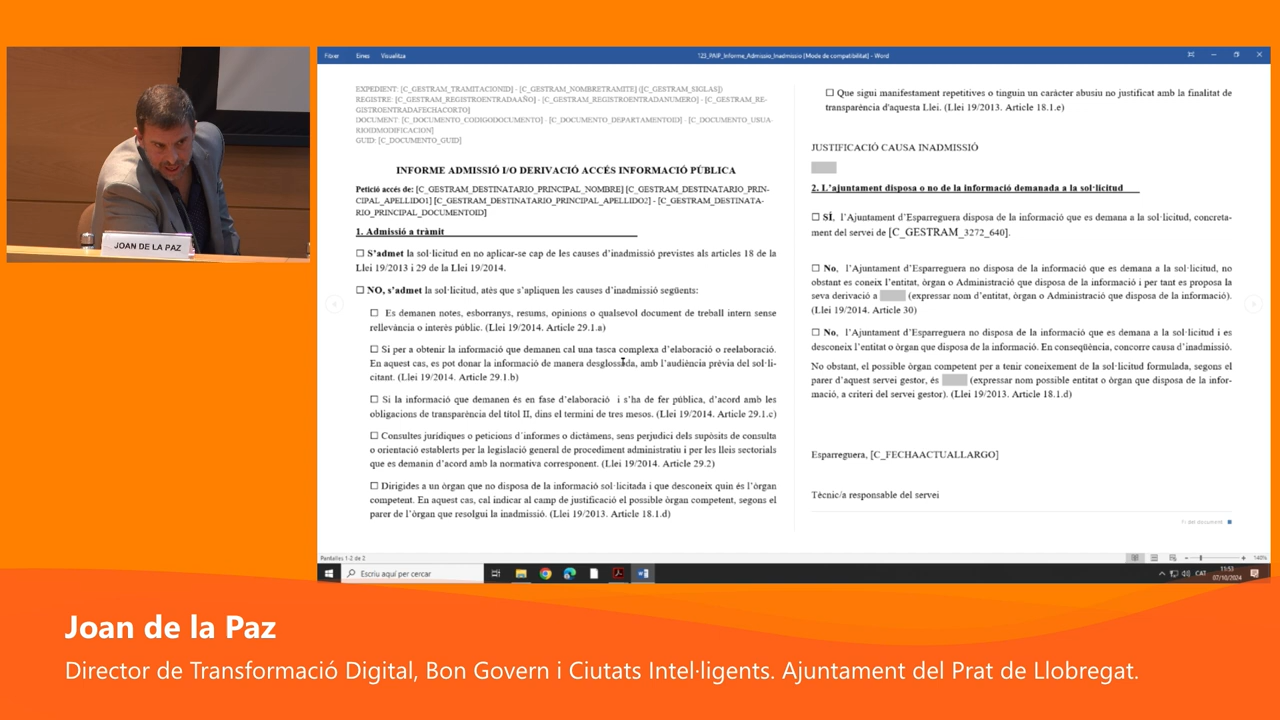 JOAN DE LA PAZ
Fitxer Eines Visualitza
123_PAIP_Informe_Admissio_Inadmissio [Mode de compatibilitat] - Word
EXPEDIENT: [C_GESTRAM_TRAMITACIONID] - [C_GESTRAM_NOMBRETRAMITE] ([C_GESTRAM_SIGLAS])
REGISTRE: [C_GESTRAM_REGISTROENTRADAAÑO] - [C_GESTRAM_REGISTROENTRADANUMERO] - [C_GESTRAM_RE-
GISTROENTRADAFECHACORTO]
DOCUMENT: [C_DOCUMENTO_CODIGODOCUMENTO] - [C_DOCUMENTO_DEPARTAMENTOID] - [C_DOCUMENTO_USUA-
RIOIDMODIFICACION]
GUID: [C_DOCUMENTO_GUID]
INFORME ADMISSIÓ I/O DERIVACIÓ ACCÉS INFORMACIÓ PÚBLICA
Petició accés de: [C_GESTRAM_DESTINATARIO_PRINCIPAL_NOMBRE] [C_GESTRAM_DESTINATARIO_PRIN-
CIPAL_APELLIDO1] [C_GESTRAM_DESTINATARIO_PRINCIPAL_APELLIDO2] - [C_GESTRAM_DESTINATA-
RIO_PRINCIPAL_DOCUMENTOID]
1. Admissió a tràmit
☐ S'admet la sol·licitud en no aplicar-se cap de les causes d'inadmissió previstes als articles 18 de la
Llei 19/2013 i 29 de la Llei 19/2014.
☐ NO, s'admet la sol·licitud, atès que s'apliquen les causes d'inadmissió següents:
☐ Es demanen notes, esborranys, resums, opinions o qualsevol document de treball intern sense
rellevància o interès públic. (Llei 19/2014. Article 29.1.a)
☐ Si per a obtenir la informació que demanen cal una tasca complexa d'elaboració o reelaboració.
En aquest cas, es pot donar la informació de manera desglossada, amb l'audiència prèvia del sol·li-
citant. (Llei 19/2014. Article 29.1.b)
☐ Si la informació que demanen és en fase d'elaboració i s'ha de fer pública, d'acord amb les
obligacions de transparència del títol II, dins el termini de tres mesos. (Llei 19/2014. Article 29.1.c)
☐ Consultes jurídiques o peticions d'informes o dictàmens, sens perjudici dels supòsits de consulta
o orientació establerts per la legislació general de procediment administratiu i per les lleis sectorials
que es demanin d'acord amb la normativa corresponent. (Llei 19/2014. Article 29.2)
☐ Dirigides a un òrgan que no disposa de la informació sol·licitada i que desconeix quin és l'òrgan
competent. En aquest cas, cal indicar al camp de justificació el possible òrgan competent, segons el
parer de l'òrgan que resolgui la inadmissió. (Llei 19/2013. Article 18.1.d)
☐ Que sigui manifestament repetitives o tinguin un caràcter abusiu no justificat amb la finalitat de
transparència d'aquesta Llei. (Llei 19/2013. Article 18.1.e)
JUSTIFICACIÓ CAUSA INADMISSIÓ
2. L'ajuntament disposa o no de la informació demanada a la sol·licitud
☐ SÍ, l'Ajuntament d'Esparreguera disposa de la informació que es demana a la sol·licitud, concreta-
ment del servei de [C_GESTRAM_3272_640].
☐ No, l'Ajuntament d'Esparreguera no disposa de la informació que es demana a la sol·licitud, no
obstant es coneix l'entitat, òrgan o Administració que disposa de la informació i per tant es proposa la
seva derivació a (expressar nom d'entitat, òrgan o Administració que disposa de la informació).
(Llei 19/2014. Article 30)
☐ No, l'Ajuntament d'Esparreguera no disposa de la informació que es demana a la sol·licitud i es
desconeix l'entitat o òrgan que disposa de la informació. En conseqüència, concorre causa d'inadmissió.
No obstant, el possible òrgan competent per a tenir coneixement de la sol·licitud formulada, segons el
parer d'aquest servei gestor, és (expressar nom possible entitat o òrgan que disposa de la infor-
mació, a criteri del servei gestor). (Llei 19/2013. Article 18.1.d)
Esparreguera, [C_FECHAACTUALLARGO]
Tècnic/a responsable del servei
Fi del document
Pantalles 1-2 de 2
140%
Escriu aquí per cercar
CAT
11:53
07/10/2024
Joan de la Paz
Director de Transformació Digital, Bon Govern i Ciutats Intel·ligents. Ajuntament del Prat de Llobregat.